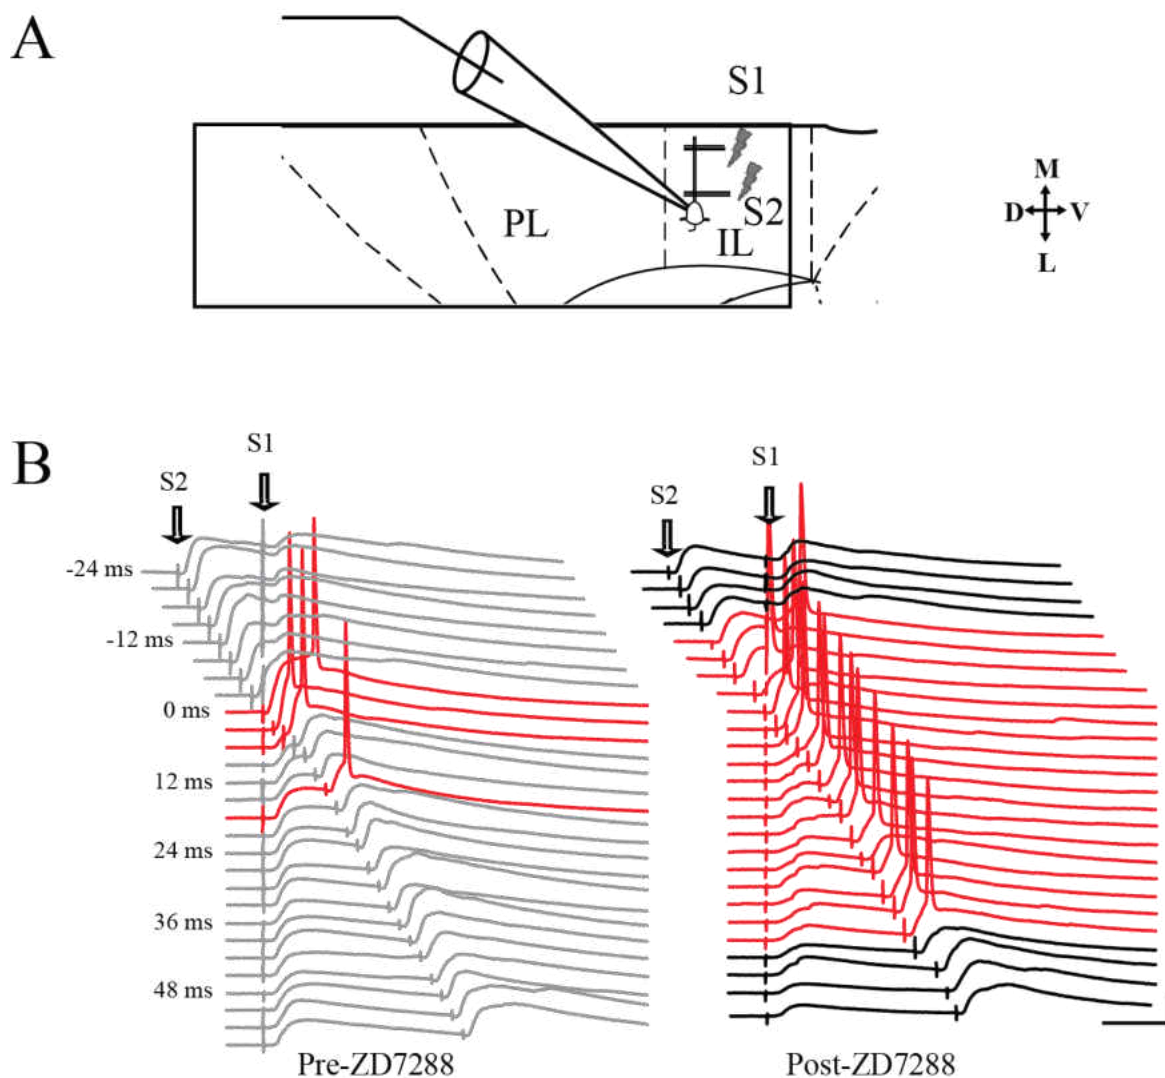 A
S1
S2
PL
IL
M
D V
L
B
S2
S1
S2
S1
-24 ms
-12 ms
0 ms
12 ms
24 ms
36 ms
48 ms
Pre-ZD7288
Post-ZD7288